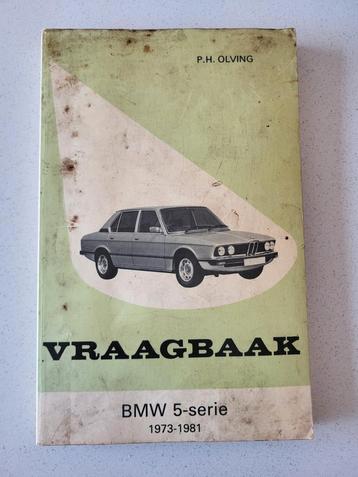 P.H. OLVING
VRAAGBAAK
BMW 5-serie
1973-1981